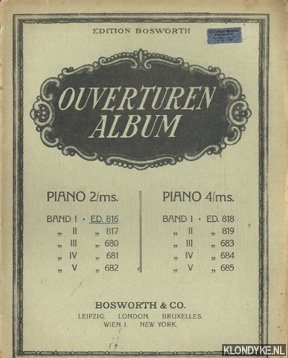 EDITION BOSWORTH
OUVERTUREN
ALBUM
PIANO 2/ms.
BAND I • ED. 816
„ II „ 817
„ III „ 680
„ IV „ 681
„ V „ 682
PIANO 4/ms.
BAND I • ED. 818
„ II „ 819
„ III „ 683
„ IV „ 684
„ V „ 685
BOSWORTH & CO.
LEIPZIG. LONDON. BRUXELLES.
WIEN I. NEW YORK.
KLONDYKE.NL